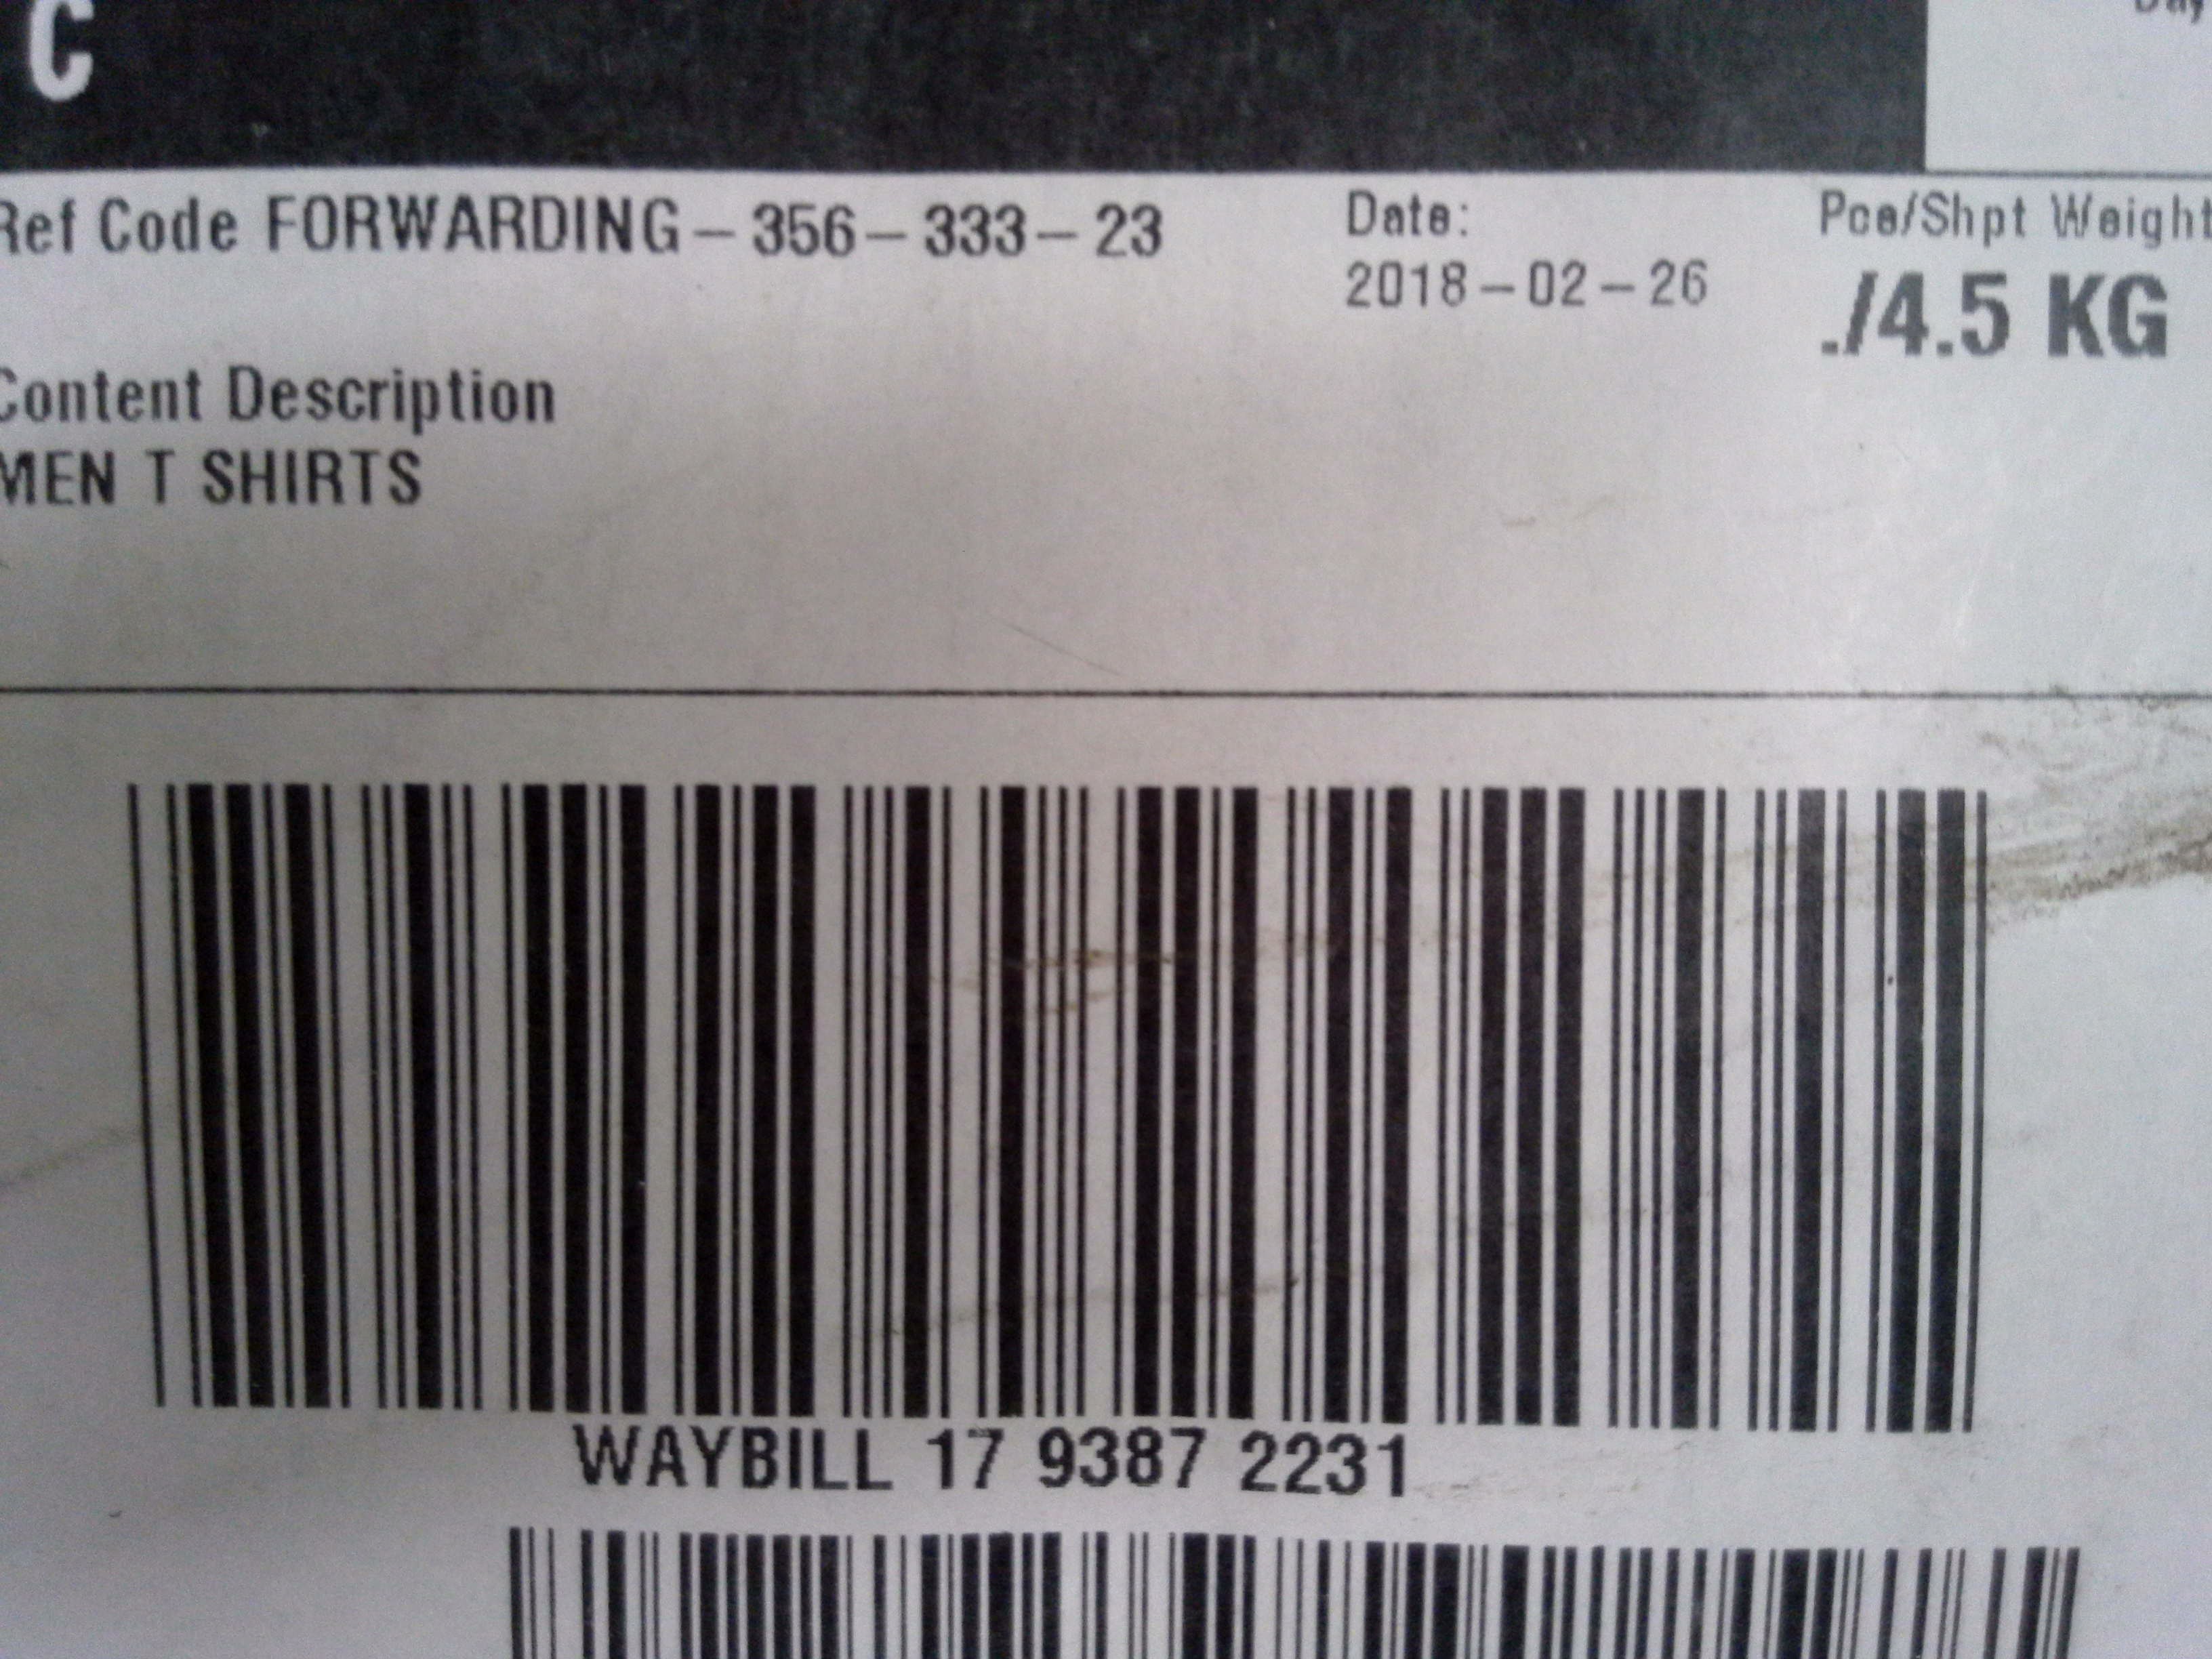 C
Day
Ref Code FORWARDING-356-333-23
Date:
2018-02-26
Pce/Shpt Weight
./4.5 KG
Content Description
MEN T SHIRTS
WAYBILL 17 9387 2231